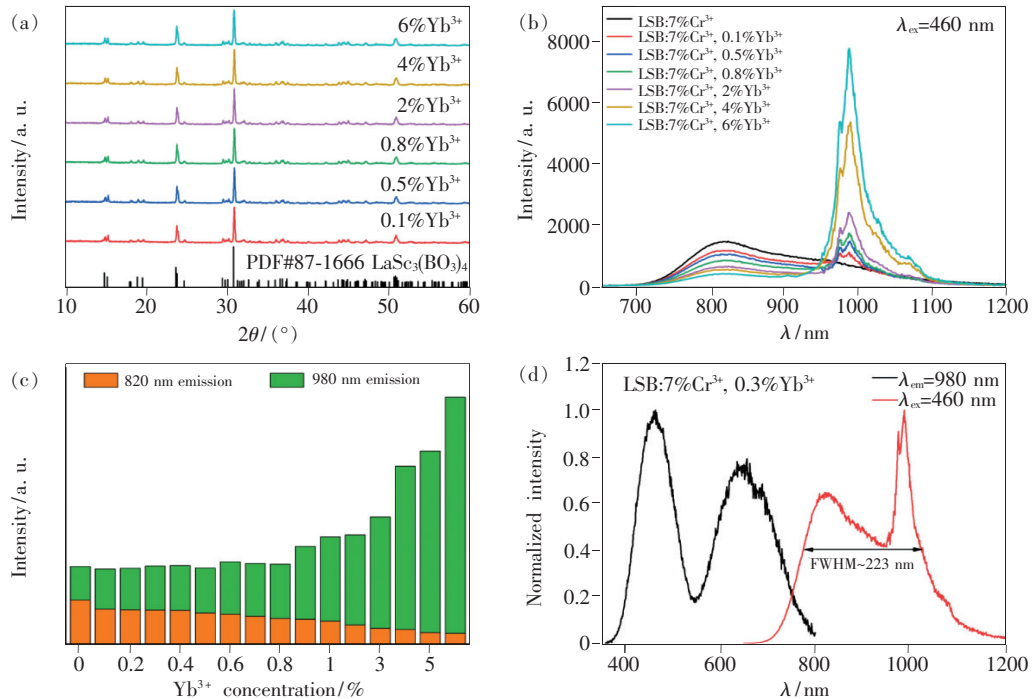 (a)
6%Yb³⁺
4%Yb³⁺
2%Yb³⁺
0.8%Yb³⁺
0.5%Yb³⁺
0.1%Yb³⁺
PDF#87-1666 LaSc₃(BO₃)₄
Intensity/a. u.
10 20 30 40 50 60
2θ/(°)
(b)
λex=460 nm
LSB:7%Cr³⁺
LSB:7%Cr³⁺, 0.1%Yb³⁺
LSB:7%Cr³⁺, 0.5%Yb³⁺
LSB:7%Cr³⁺, 0.8%Yb³⁺
LSB:7%Cr³⁺, 2%Yb³⁺
LSB:7%Cr³⁺, 4%Yb³⁺
LSB:7%Cr³⁺, 6%Yb³⁺
Intensity/a. u.
8000
6000
4000
2000
0
700 800 900 1000 1100 1200
λ/nm
(c)
820 nm emission 980 nm emission
Intensity/a. u.
0 0.2 0.4 0.6 0.8 1 3 5
Yb³⁺ concentration/%
(d)
LSB:7%Cr³⁺, 0.3%Yb³⁺
λem=980 nm
λex=460 nm
FWHM~223 nm
Normalized intensity
1.2
1.0
0.8
0.6
0.4
0.2
0
400 600 800 1000 1200
λ/nm